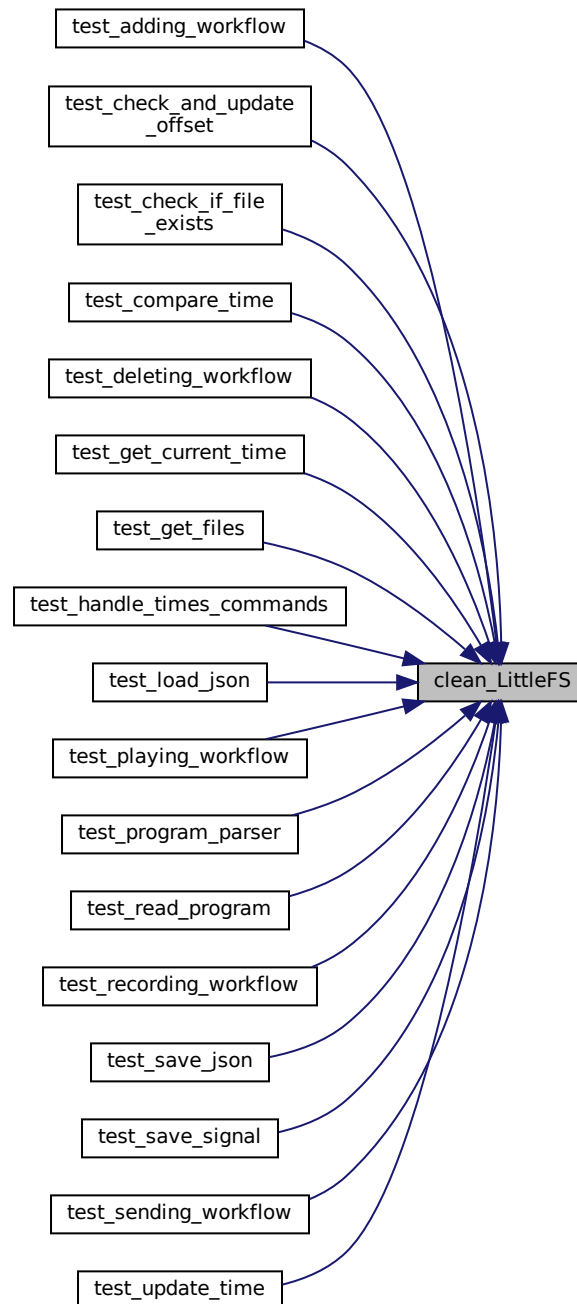 test_adding_workflow
test_check_and_update
_offset
test_check_if_file
_exists
test_compare_time
test_deleting_workflow
test_get_current_time
test_get_files
test_handle_times_commands
test_load_json
clean_LittleFS
test_playing_workflow
test_program_parser
test_read_program
test_recording_workflow
test_save_json
test_save_signal
test_sending_workflow
test_update_time